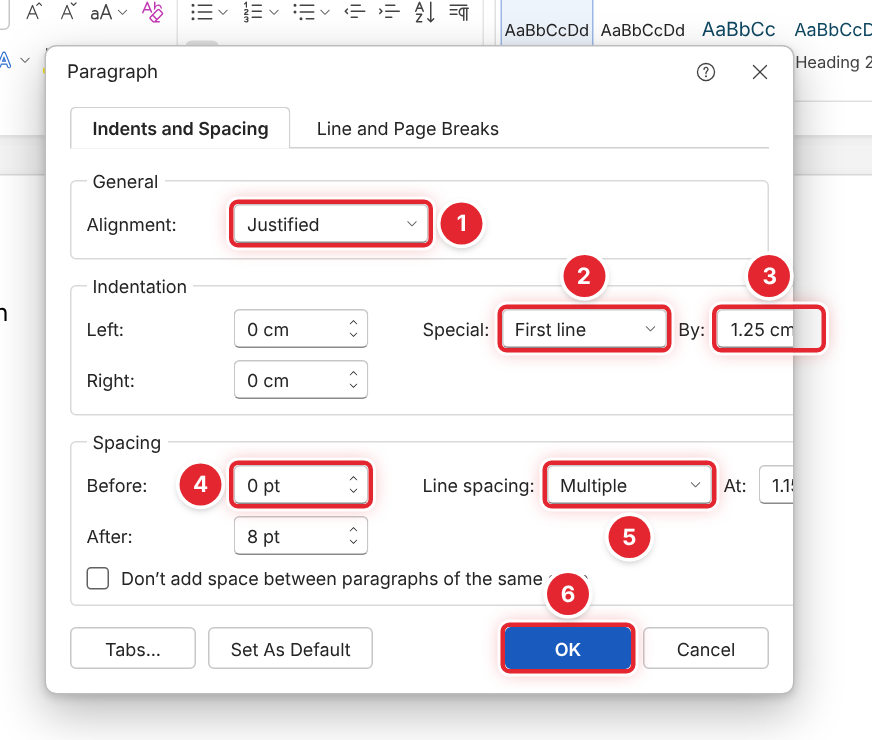 AaBbCcDd AaBbCcDd AaBbCc AaBbCcD
Heading 2
Paragraph
Indents and Spacing Line and Page Breaks
General
Alignment: Justified 1
2 3
Indentation
Left: 0 cm Special: First line By: 1.25 cm
Right: 0 cm
Spacing
Before: 4 0 pt Line spacing: Multiple At: 1.15
After: 8 pt 5
Don’t add space between paragraphs of the same
6
Tabs... Set As Default OK Cancel